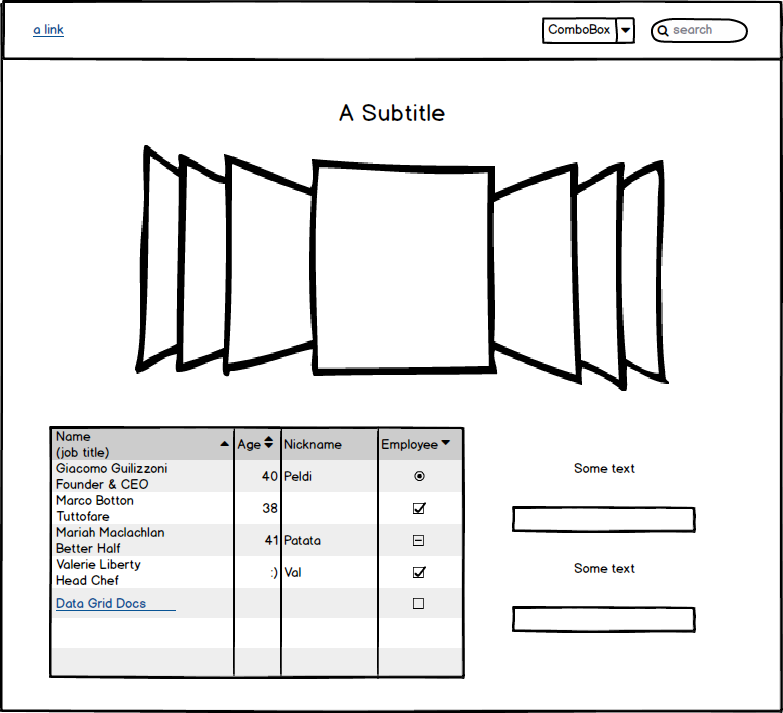 a link
ComboBox
search
A Subtitle
Name
(job title)
Age
Nickname
Employee
Giacomo Guilizzoni
Founder & CEO
40
Peldi
Marco Botton
Tuttofare
38
Mariah Maclachlan
Better Half
41
Patata
Valerie Liberty
Head Chef
:)
Val
Data Grid Docs
Some text
Some text